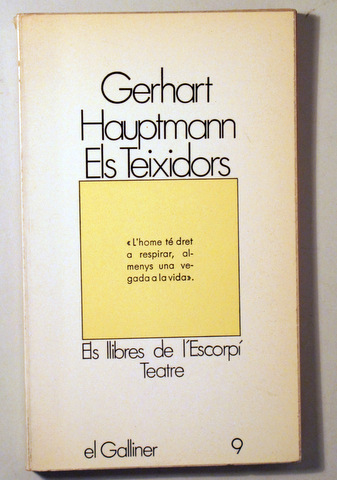 Gerhart
Hauptmann
Els Teixidors
«L'home té dret
a respirar, al-
menys una ve-
gada a la vida».
Els llibres de l'Escorpí
Teatre
el Galliner 9